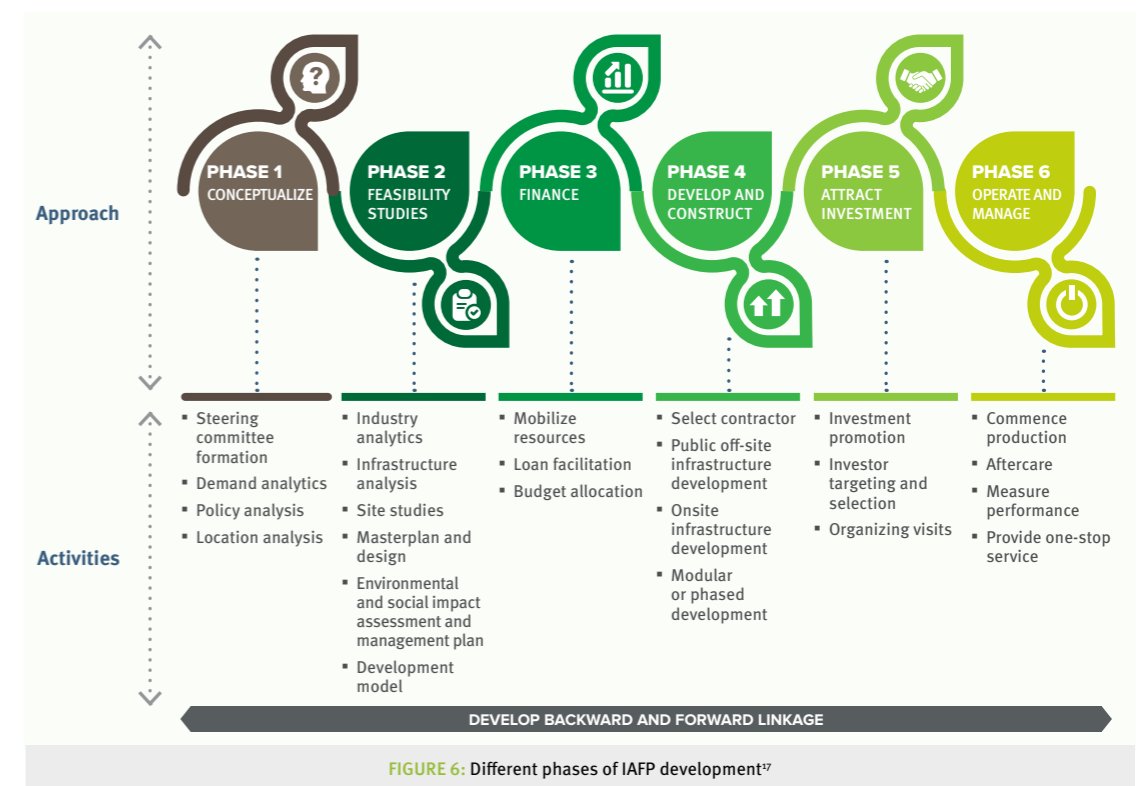 Approach
PHASE 1
CONCEPTUALIZE
PHASE 2
FEASIBILITY
STUDIES
PHASE 3
FINANCE
PHASE 4
DEVELOP AND
CONSTRUCT
PHASE 5
ATTRACT
INVESTMENT
PHASE 6
OPERATE AND
MANAGE
?
Activities
▪ Steering
committee
formation
▪ Demand analytics
▪ Policy analysis
▪ Location analysis
▪ Industry
analytics
▪ Infrastructure
analysis
▪ Site studies
▪ Masterplan and
design
▪ Environmental
and social impact
assessment and
management plan
▪ Development
model
▪ Mobilize
resources
▪ Loan facilitation
▪ Budget allocation
▪ Select contractor
▪ Public off-site
infrastructure
development
▪ Onsite
infrastructure
development
▪ Modular
or phased
development
▪ Investment
promotion
▪ Investor
targeting and
selection
▪ Organizing visits
▪ Commence
production
▪ Aftercare
▪ Measure
performance
▪ Provide one-stop
service
DEVELOP BACKWARD AND FORWARD LINKAGE
FIGURE 6: Different phases of IAFP development¹⁷